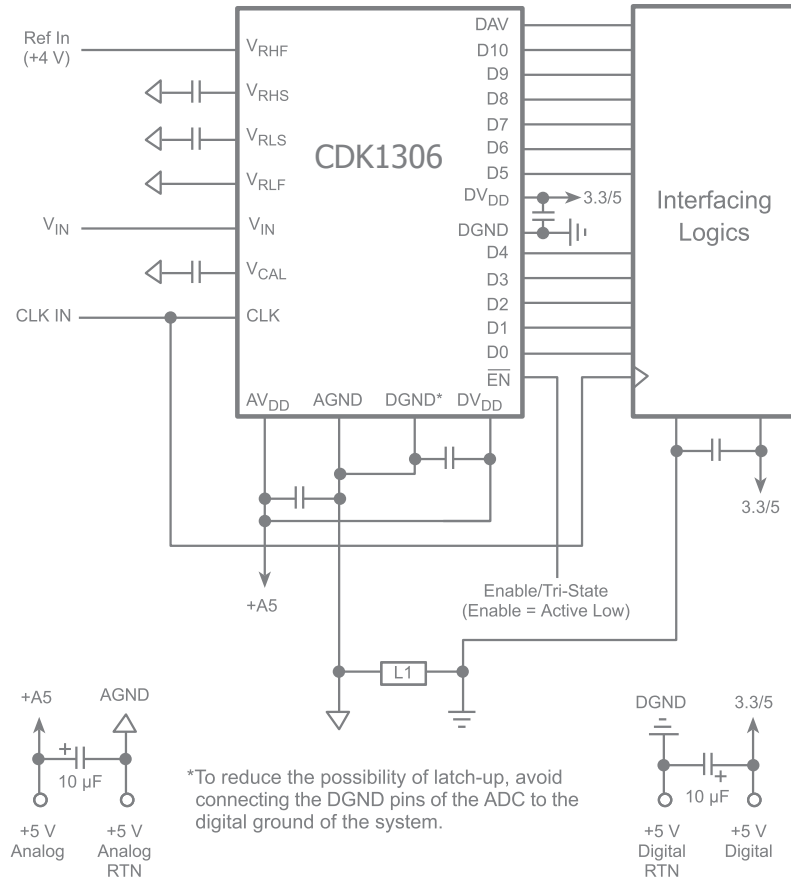 Ref In
(+4 V)
VRHF
VRHS
VRLS
VRLF
VIN
VIN
VCAL
CLK IN
CLK
CDK1306
DAV
D10
D9
D8
D7
D6
D5
DVDD
3.3/5
DGND
D4
D3
D2
D1
D0
EN
AVDD
AGND
DGND*
DVDD
Interfacing
Logics
3.3/5
+A5
Enable/Tri-State
(Enable = Active Low)
L1
+A5
AGND
+
10 µF
+5 V
Analog
+5 V
Analog
RTN
*To reduce the possibility of latch-up, avoid
connecting the DGND pins of the ADC to the
digital ground of the system.
DGND
3.3/5
+
10 µF
+5 V
Digital
RTN
+5 V
Digital